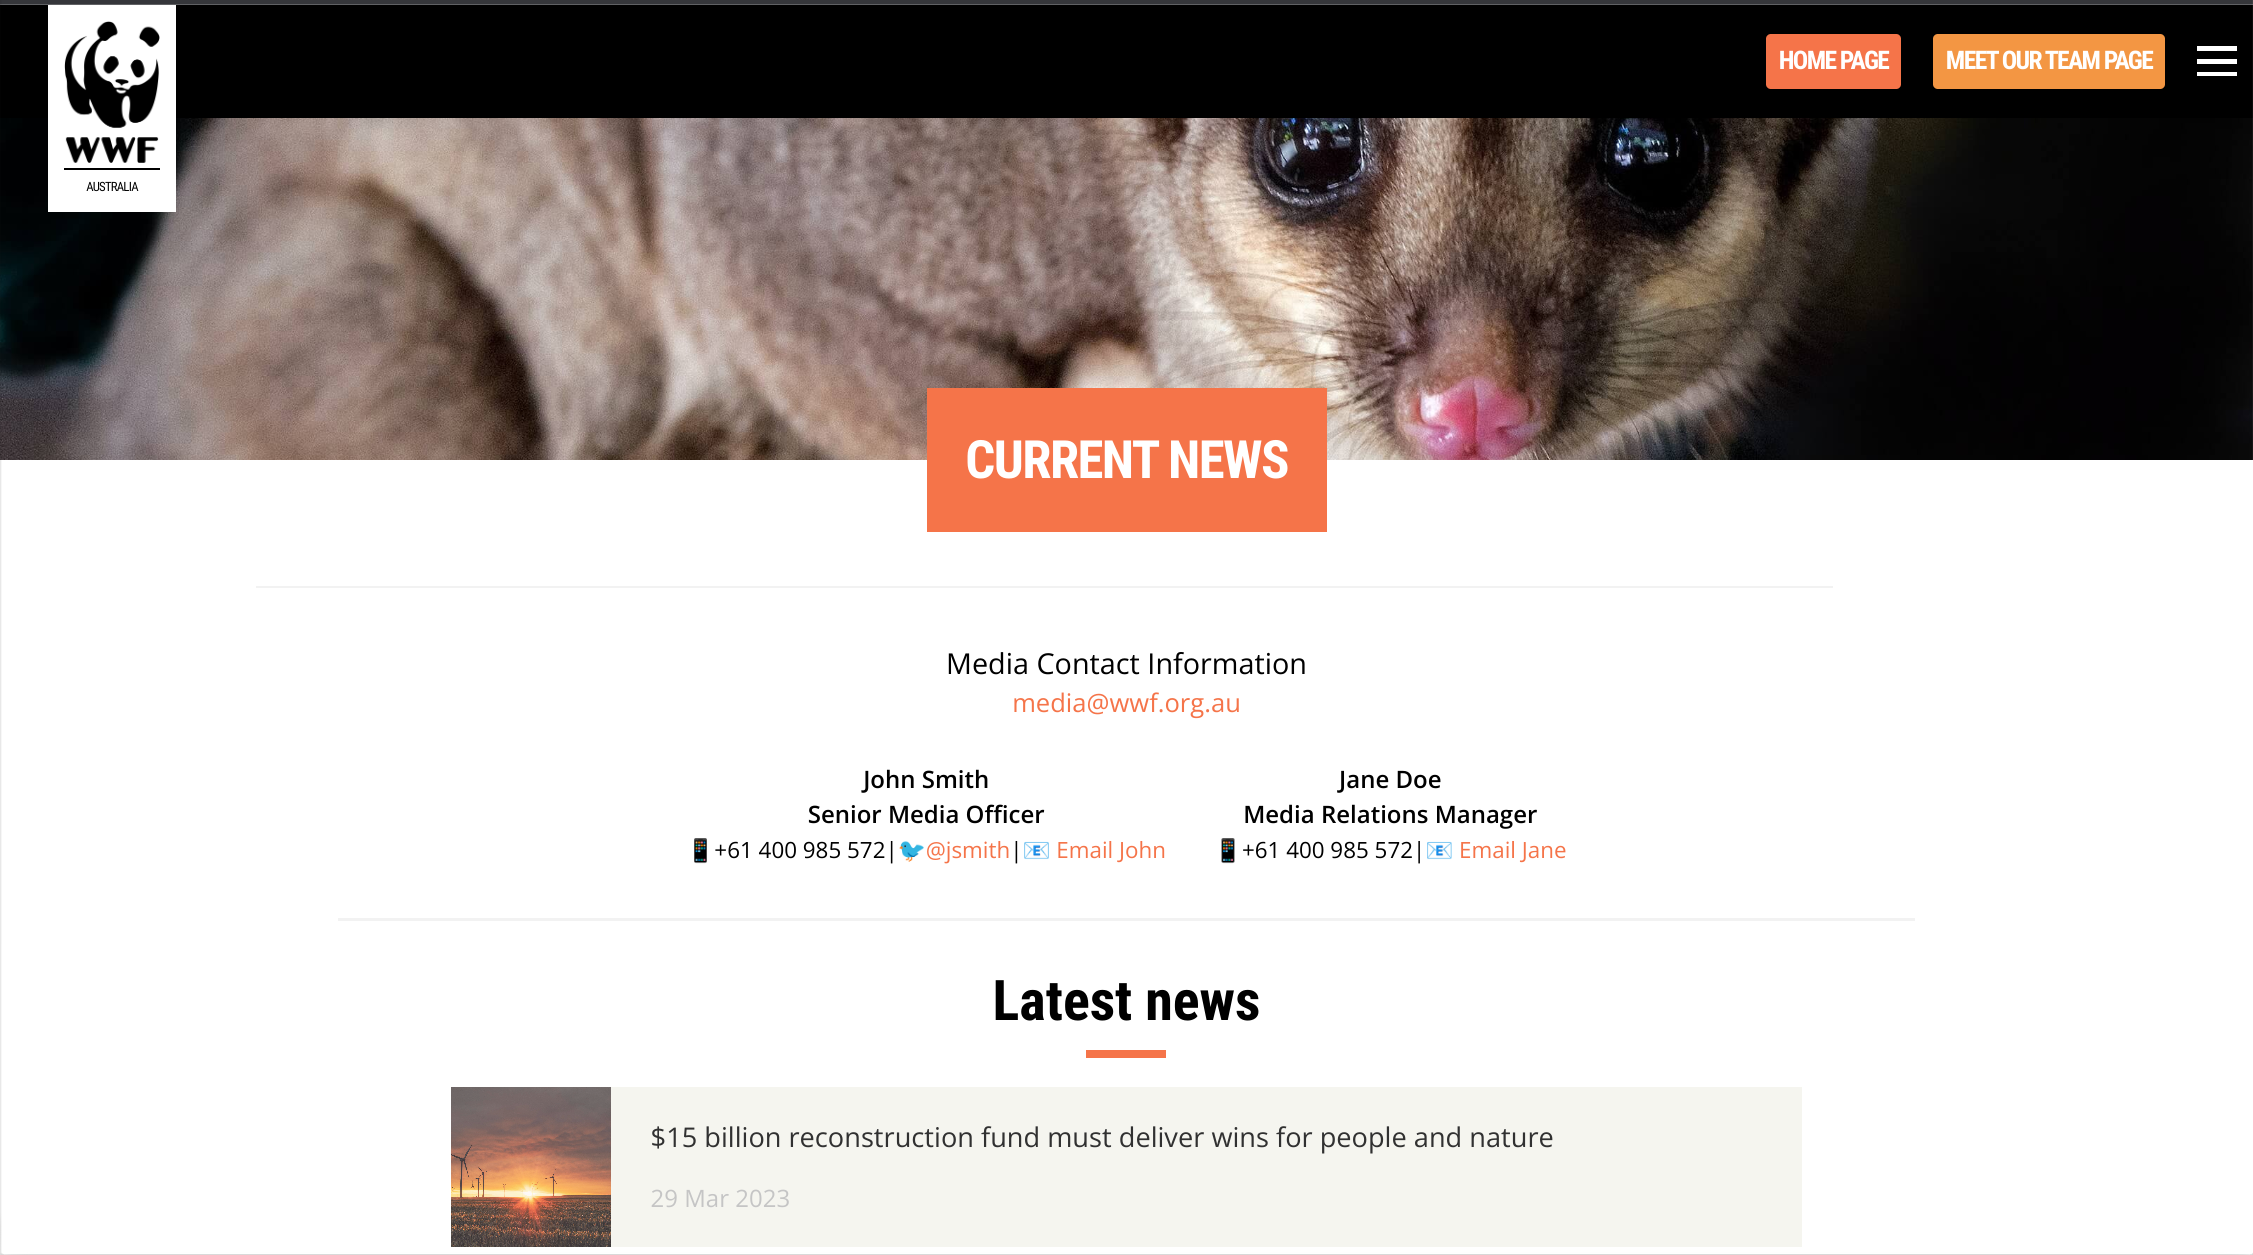 WWF
AUSTRALIA
HOME PAGE
MEET OUR TEAM PAGE
CURRENT NEWS
Media Contact Information
media@wwf.org.au
John Smith
Senior Media Officer
📱+61 400 985 572|🐦@jsmith|📧 Email John
Jane Doe
Media Relations Manager
📱+61 400 985 572|📧 Email Jane
Latest news
$15 billion reconstruction fund must deliver wins for people and nature
29 Mar 2023